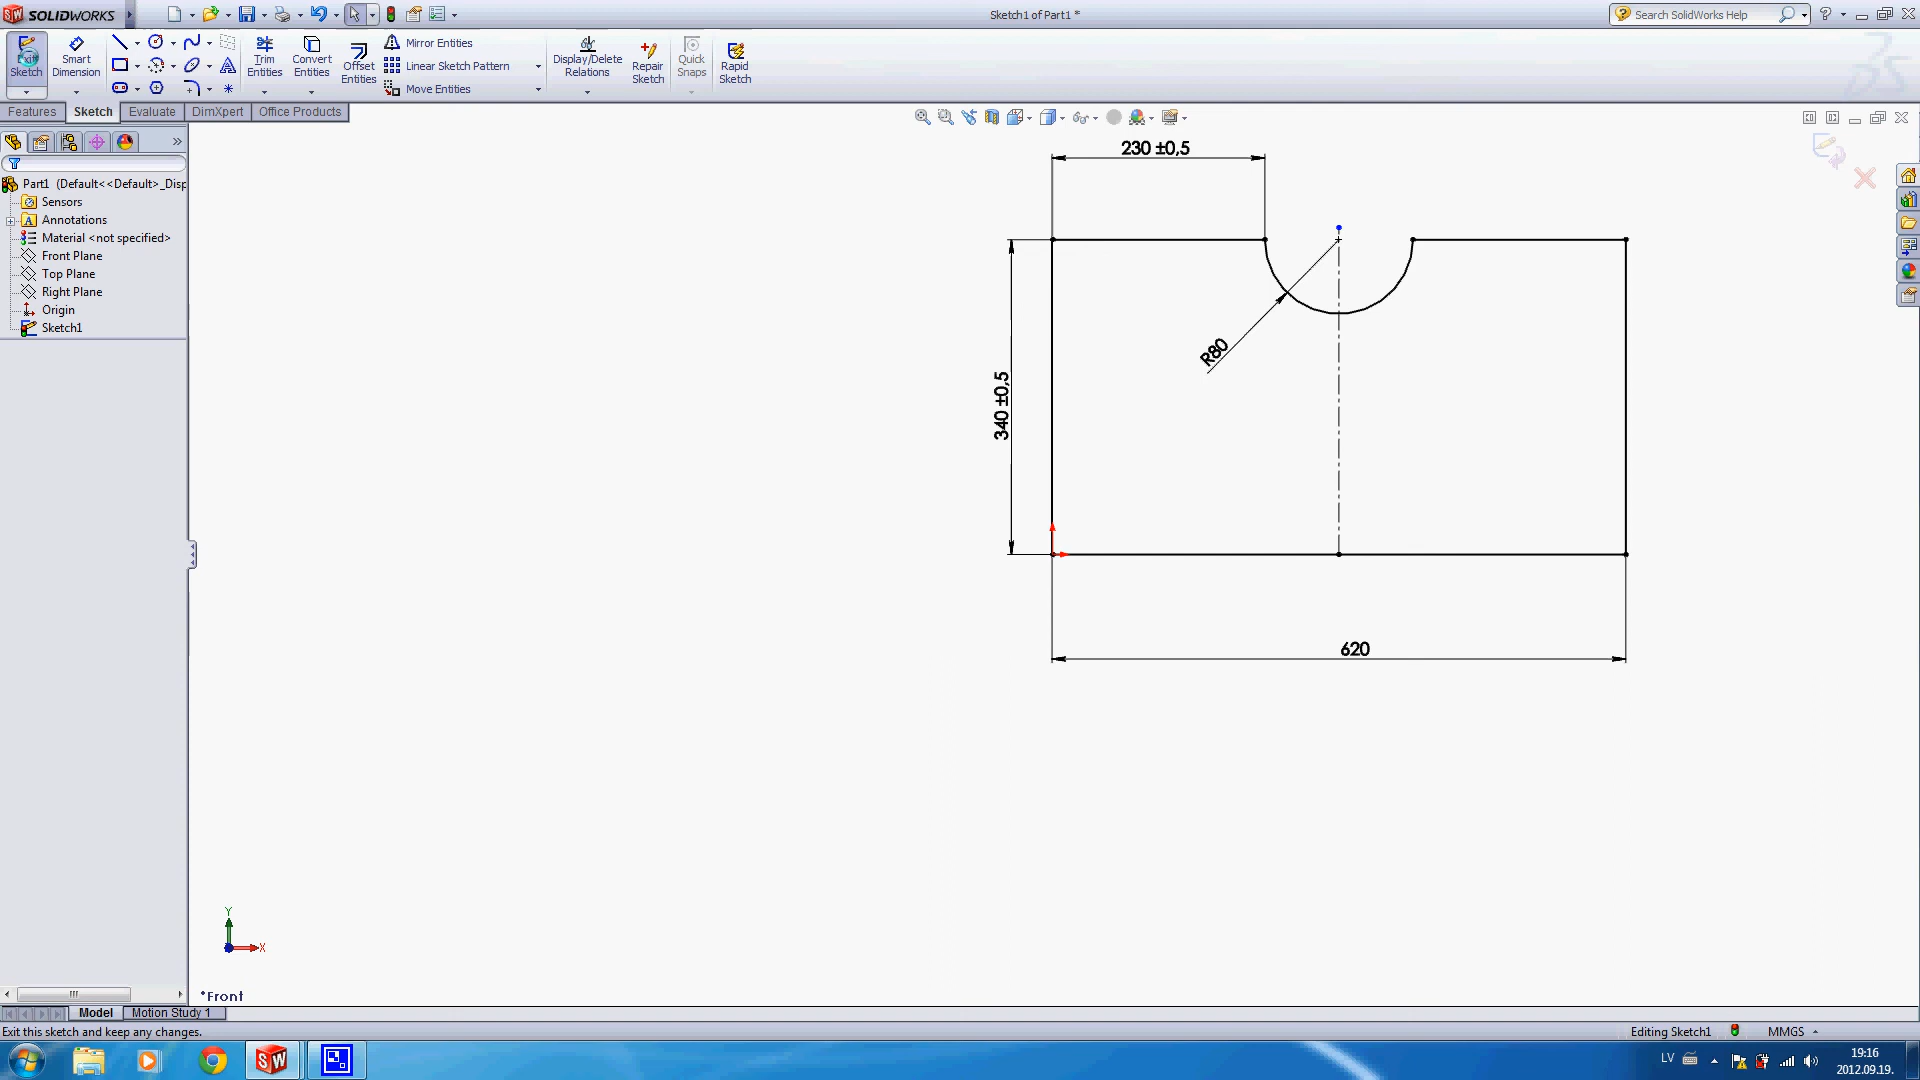 SW SOLIDWORKS
Sketch1 of Part1 *
Search SolidWorks Help
Exit
Sketch
Smart
Dimension
Trim
Entities
Convert
Entities
Offset
Entities
Mirror Entities
Linear Sketch Pattern
Move Entities
Display/Delete
Relations
Repair
Sketch
Quick
Snaps
Rapid
Sketch
Features
Sketch
Evaluate
DimXpert
Office Products
Part1 (Default<<Default>_Disp
Sensors
Annotations
Material <not specified>
Front Plane
Top Plane
Right Plane
Origin
Sketch1
230 ±0,5
R80
340 ±0,5
620
Y
X
*Front
Model
Motion Study 1
Exit this sketch and keep any changes.
Editing Sketch1
MMGS
SW
LV
19:16
2012.09.19.